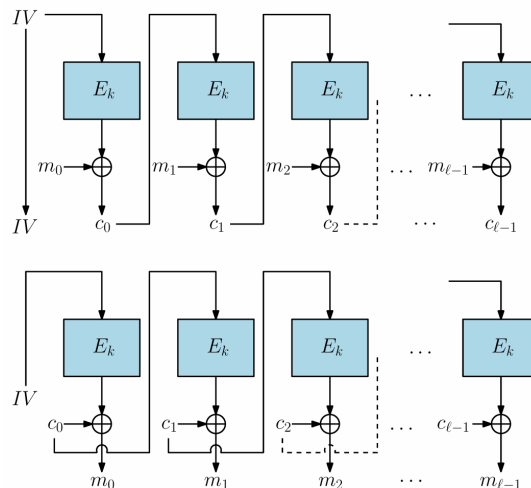 IV
E_k E_k E_k ... E_k
m_0 m_1 m_2 ... m_{ℓ−1}
IV c_0 c_1 c_2 ... c_{ℓ−1}
E_k E_k E_k ... E_k
IV
c_0 c_1 c_2 ... c_{ℓ−1}
m_0 m_1 m_2 ... m_{ℓ−1}